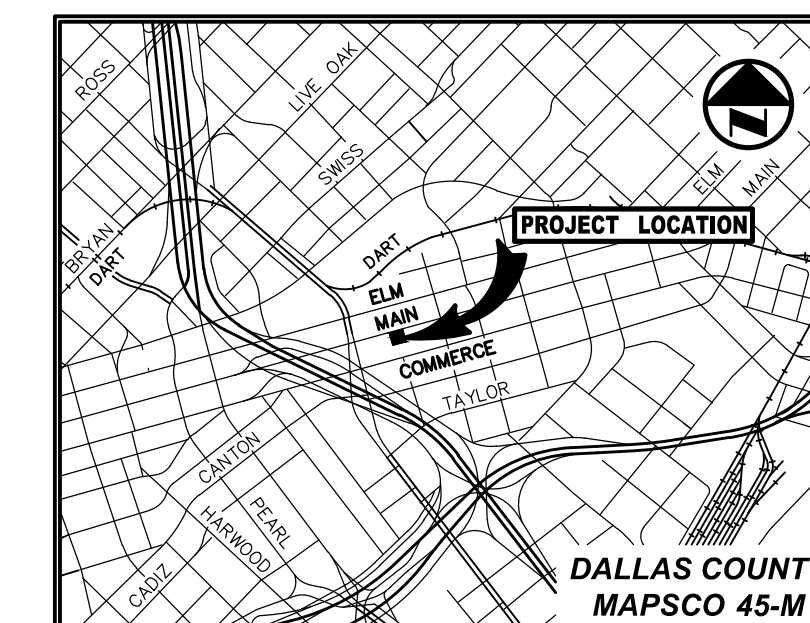 ROSS
LIVE OAK
SWISS
N
ELM
MAIN
PROJECT LOCATION
BRYAN
DART
DART
ELM
MAIN
COMMERCE
TAYLOR
CANTON
PEARL
HARWOOD
CADIZ
DALLAS COUNT
MAPSCO 45-M